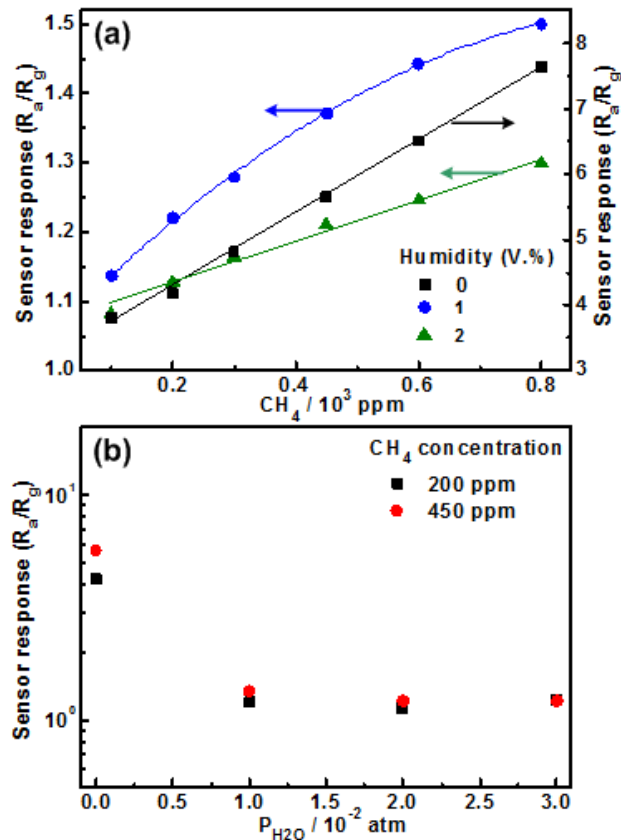 (a)
Sensor response (Ra/Rg)
1.5
1.4
1.3
1.2
1.1
1.0
8
7
6
5
4
3
Sensor response (Ra/Rg)
Humidity (V.%)
0
1
2
0.2 0.4 0.6 0.8
CH4 / 10³ ppm
(b)
Sensor response (Ra/Rg)
10¹
10⁰
CH4 concentration
200 ppm
450 ppm
0.0 0.5 1.0 1.5 2.0 2.5 3.0
PH2O / 10⁻² atm